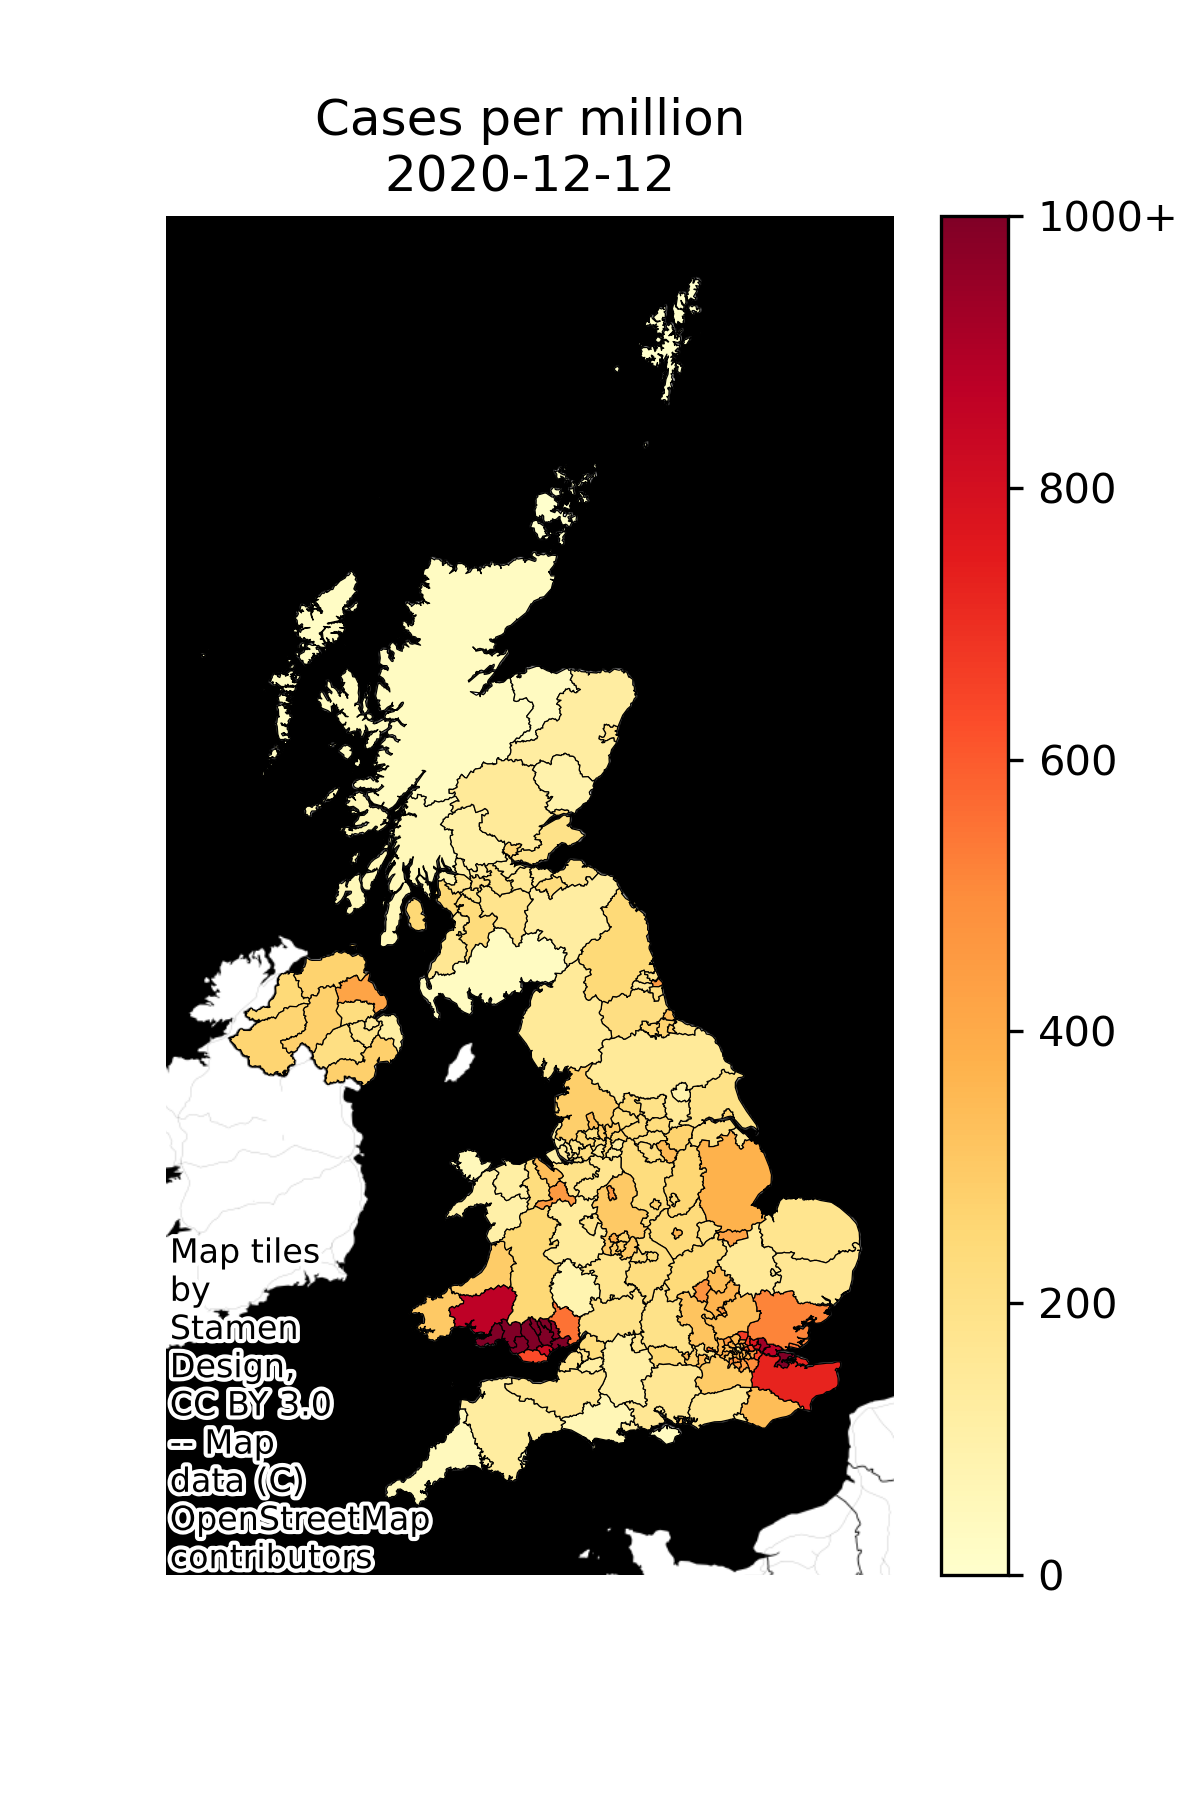 Cases per million
2020-12-12
1000+
800
600
400
200
0
Map tiles
by
Stamen
Design,
CC BY 3.0
-- Map
data (C)
OpenStreetMap
contributors